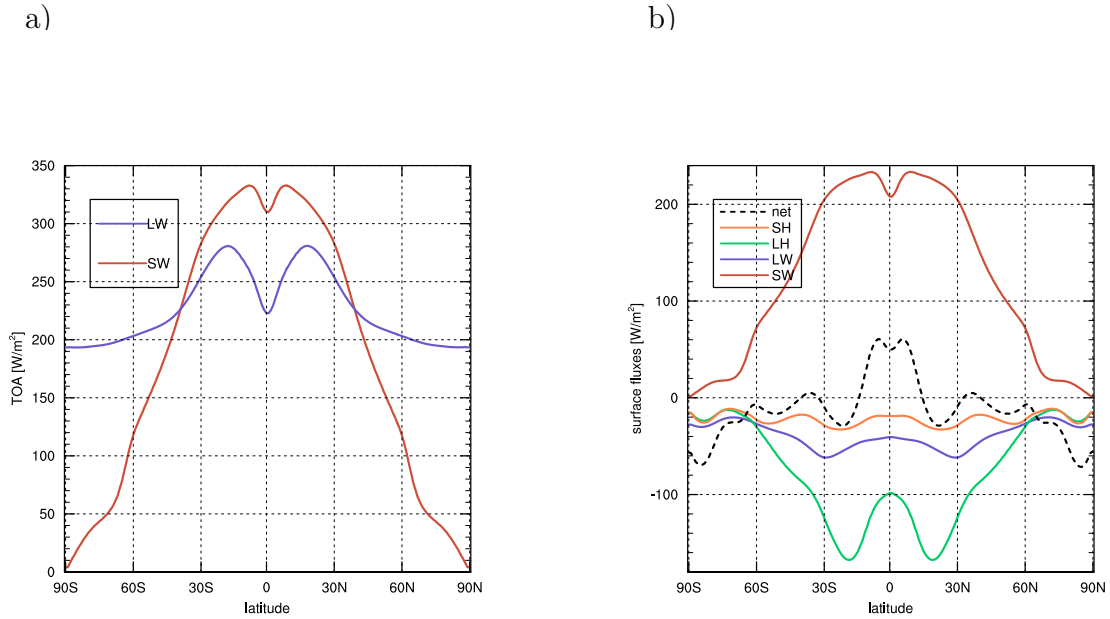 a)
b)
350
300
250
200
150
100
50
0
TOA [W/m²]
LW
SW
90S 60S 30S 0 30N 60N 90N
latitude
200
100
0
-100
surface fluxes [W/m²]
net
SH
LH
LW
SW
90S 60S 30S 0 30N 60N 90N
latitude